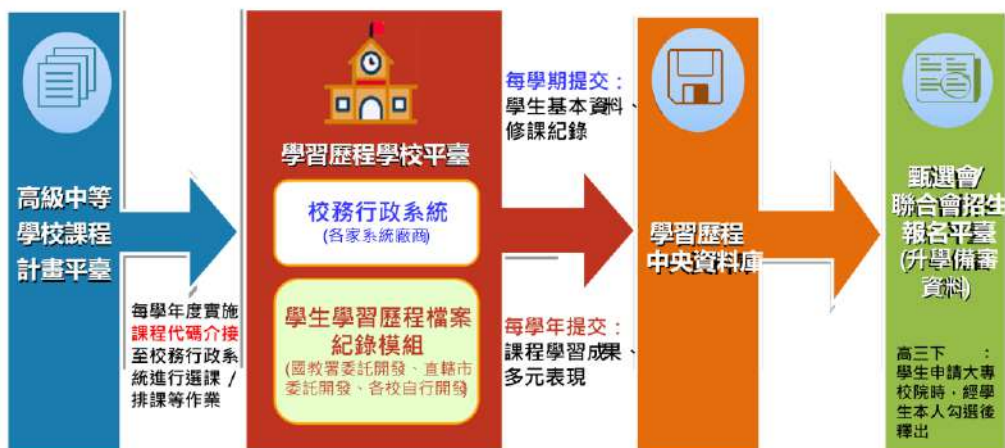 高級中等
學校課程
計畫平臺
每學年度實施
課程代碼介接
至校務行政系
統進行選課 /
排課等作業
學習歷程學校平臺
校務行政系統
(各家系統廠商)
學生學習歷程檔案
紀錄模組
(國教署委託開發、直轄市
委託開發、各校自行開發)
每學期提交：
學生基本資料、
修課紀錄
每學年提交：
課程學習成果、
多元表現
學習歷程
中央資料庫
甄選會/
聯合會招生
報名平臺
(升學備審
資料)
高三下：
學生申請大專
校院時，經學
生本人勾選後
釋出